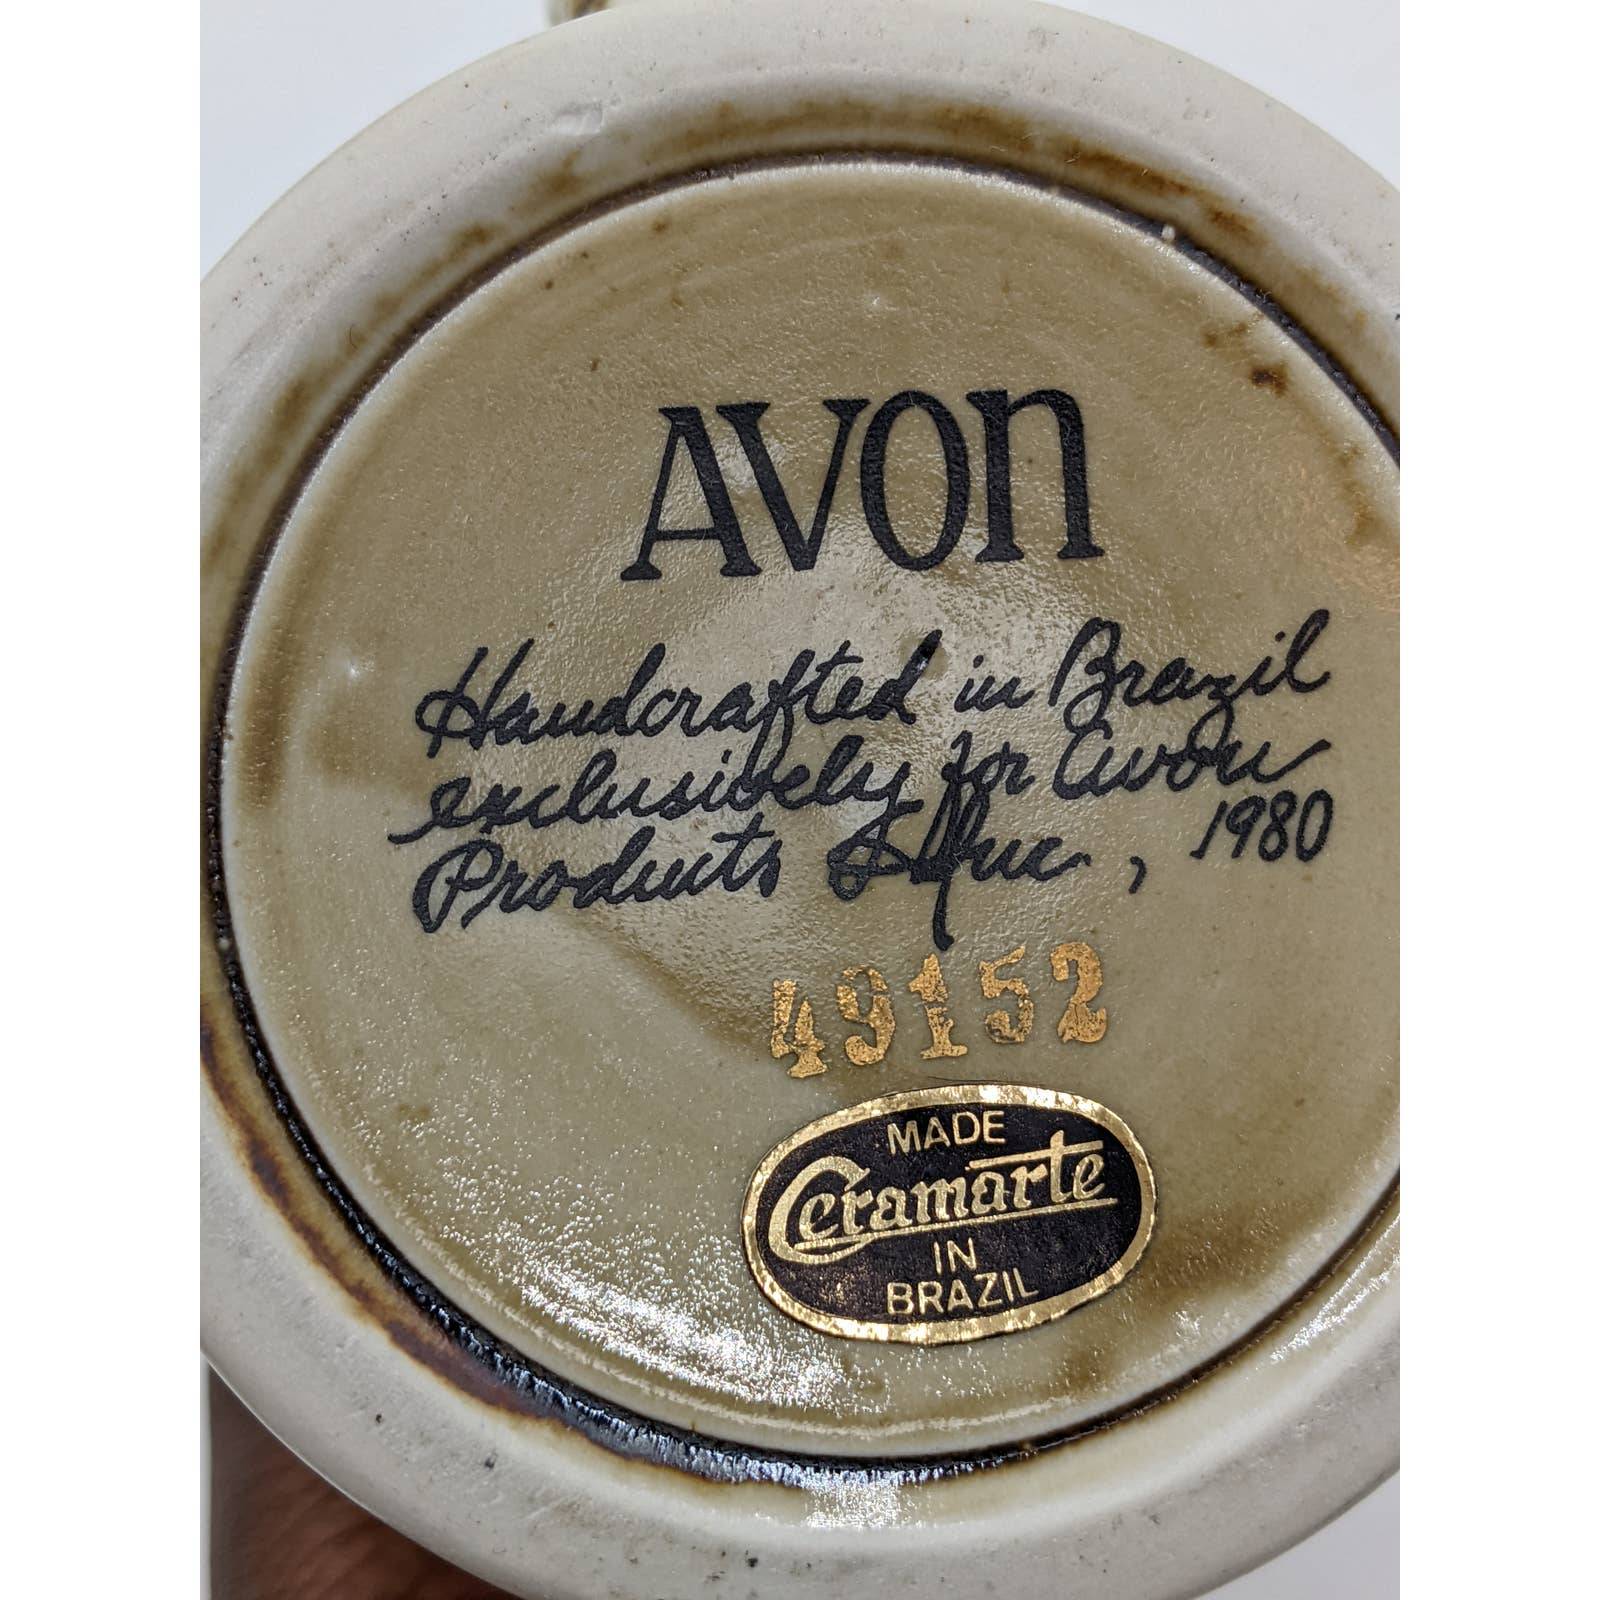 AVON
Handcrafted in Brazil
exclusively for Avon
Products Inc., 1980
49152
MADE
Ceramarte
IN
BRAZIL